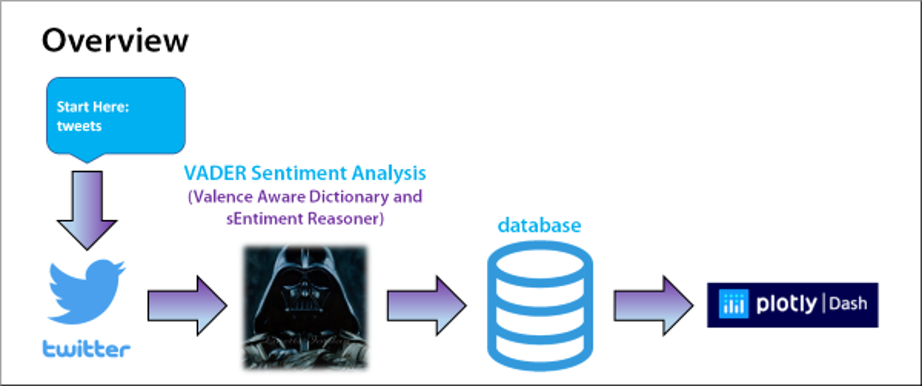 Overview
Start Here:
tweets
VADER Sentiment Analysis
(Valence Aware Dictionary and
sEntiment Reasoner)
database
twitter
plotly | Dash